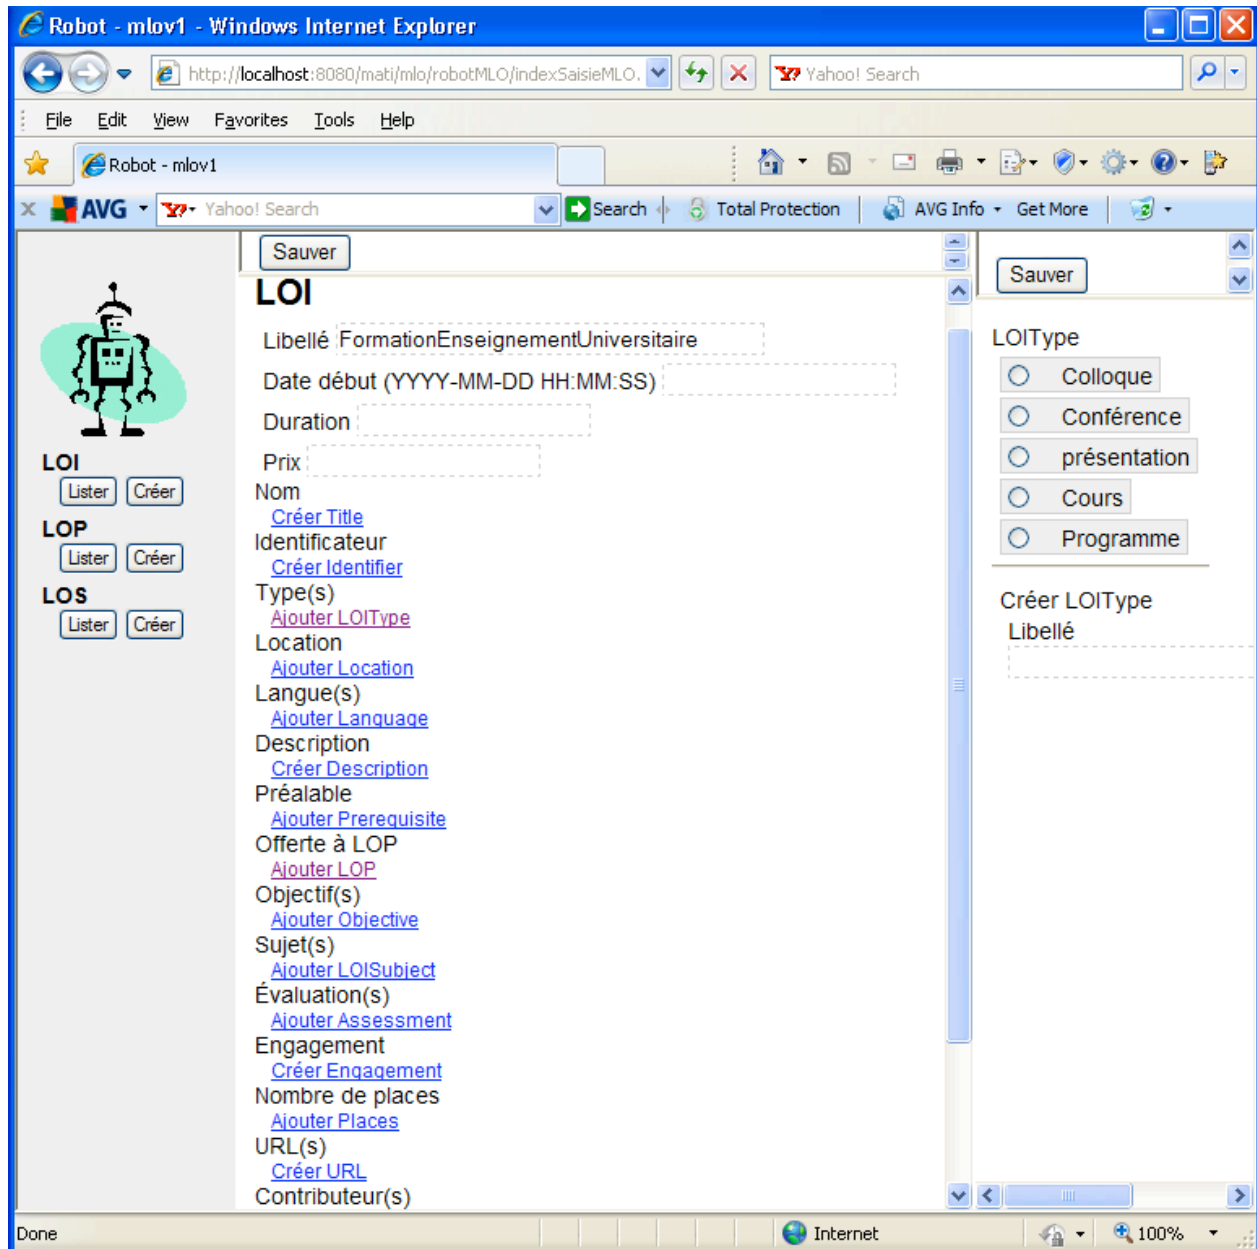 Robot - mlov1 - Windows Internet Explorer
http://localhost:8080/mati/mlo/robotMLO/indexSaisieMLO.
Yahoo! Search
File Edit View Favorites Tools Help
Robot - mlov1
AVG Yahoo! Search Search Total Protection AVG Info Get More
LOI
Lister Créer
LOP
Lister Créer
LOS
Lister Créer
Sauver
LOI
Libellé FormationEnseignementUniversitaire
Date début (YYYY-MM-DD HH:MM:SS)
Duration
Prix
Nom
Créer Title
Identificateur
Créer Identifier
Type(s)
Ajouter LOIType
Location
Ajouter Location
Langue(s)
Ajouter Language
Description
Créer Description
Préalable
Ajouter Prerequisite
Offerte à LOP
Ajouter LOP
Objectif(s)
Ajouter Objective
Sujet(s)
Ajouter LOISubject
Évaluation(s)
Ajouter Assessment
Engagement
Créer Engagement
Nombre de places
Ajouter Places
URL(s)
Créer URL
Contributeur(s)
Sauver
LOIType
Colloque
Conférence
présentation
Cours
Programme
Créer LOIType
Libellé
Done Internet 100%